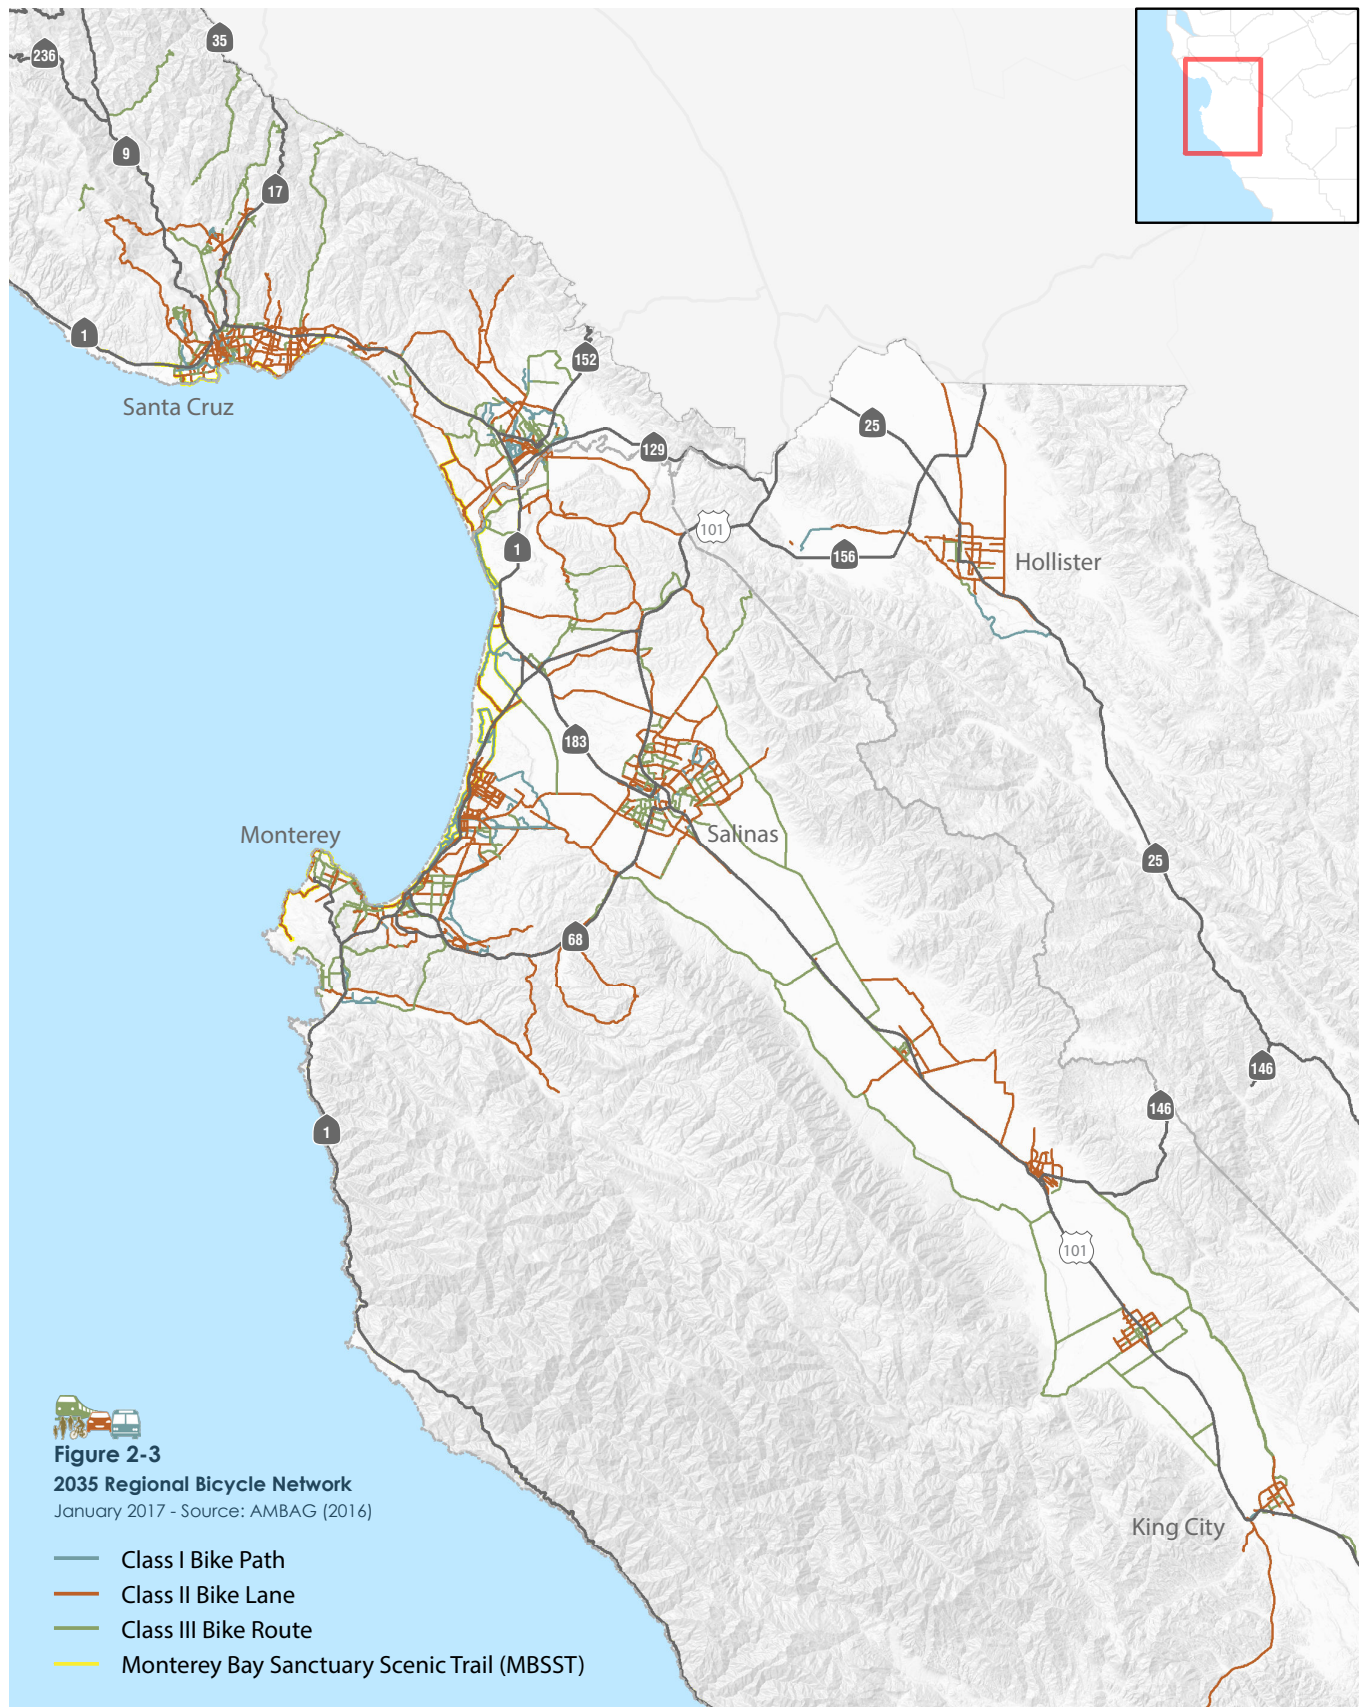 35
236
9
17
1
152
Santa Cruz
25
129
101
1
156
Hollister
183
Salinas
Monterey
25
68
146
146
1
101
King City
Figure 2-3
2035 Regional Bicycle Network
January 2017 - Source: AMBAG (2016)
Class I Bike Path
Class II Bike Lane
Class III Bike Route
Monterey Bay Sanctuary Scenic Trail (MBSST)